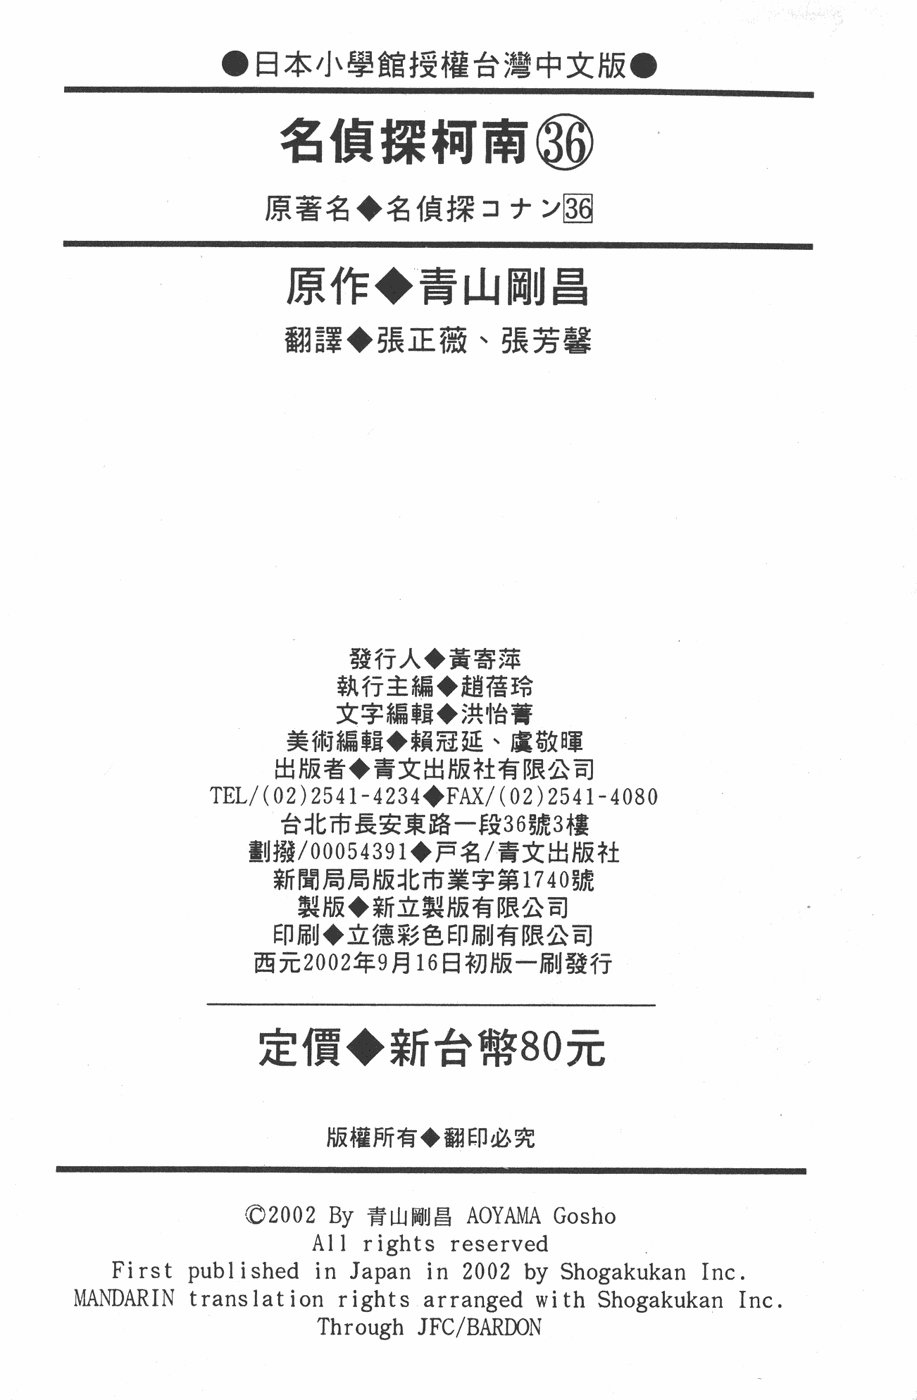 ●日本小學館授權台灣中文版●
名偵探柯南㊱
原著名◆名偵探コナン36
原作◆青山剛昌
翻譯◆張正薇、張芳馨
發行人◆黃寄萍
執行主編◆趙蓓玲
文字編輯◆洪怡菁
美術編輯◆賴冠延、虞敬暉
出版者◆青文出版社有限公司
TEL/(02)2541-4234◆FAX/(02)2541-4080
台北市長安東路一段36號3樓
劃撥/00054391◆戶名/青文出版社
新聞局局版北市業字第1740號
製版◆新立製版有限公司
印刷◆立德彩色印刷有限公司
西元2002年9月16日初版一刷發行
定價◆新台幣80元
版權所有◆翻印必究
©2002 By 青山剛昌 AOYAMA Gosho
All rights reserved
First published in Japan in 2002 by Shogakukan Inc.
MANDARIN translation rights arranged with Shogakukan Inc.
Through JFC/BARDON